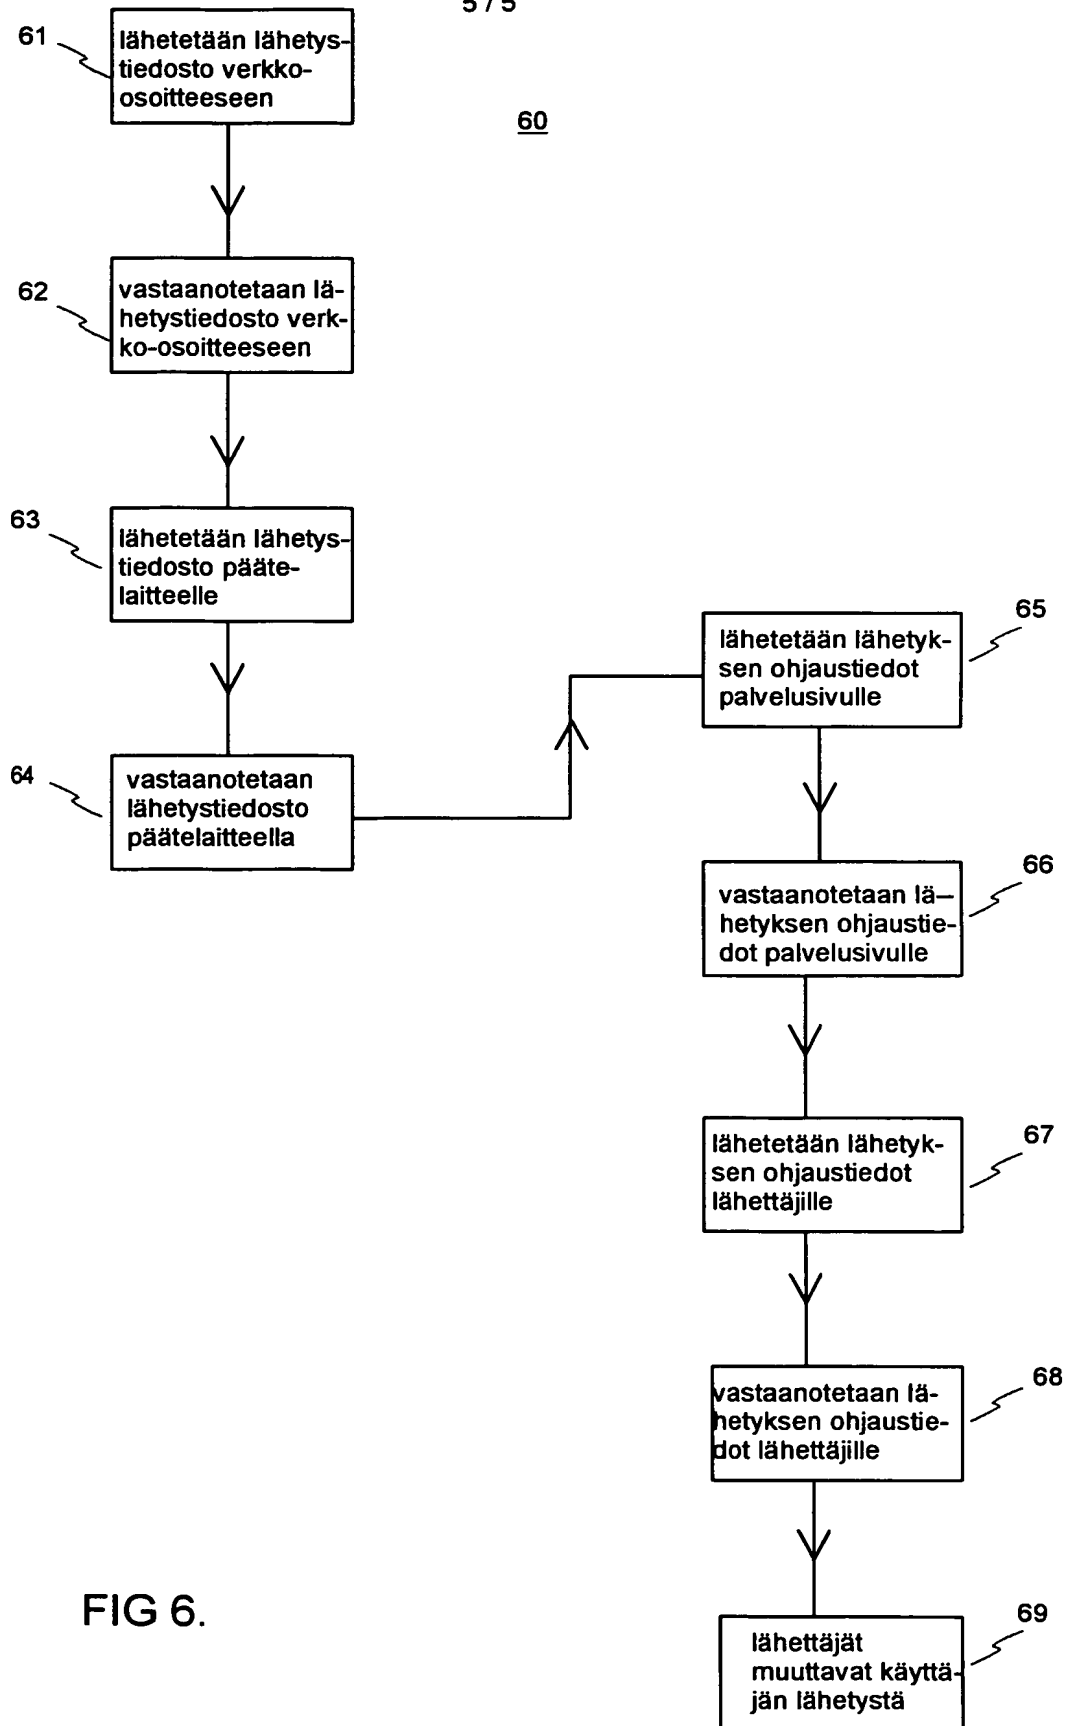 5 / 5
61
lähetetään lähetys-
tiedosto verkko-
osoitteeseen
60
62
vastaanotetaan lä-
hetystiedosto verk-
ko-osoitteeseen
63
lähetetään lähetys-
tiedosto pääte-
laitteelle
64
vastaanotetaan
lähetystiedosto
päätelaitteella
65
lähetetään lähetyk-
sen ohjaustiedot
palvelusivulle
66
vastaanotetaan lä-
hetyksen ohjaustie-
dot palvelusivulle
67
lähetetään lähetyk-
sen ohjaustiedot
lähettäjille
68
vastaanotetaan lä-
hetyksen ohjaustie-
dot lähettäjille
69
lähettäjät
muuttavat käyttä-
jän lähetystä
FIG 6.